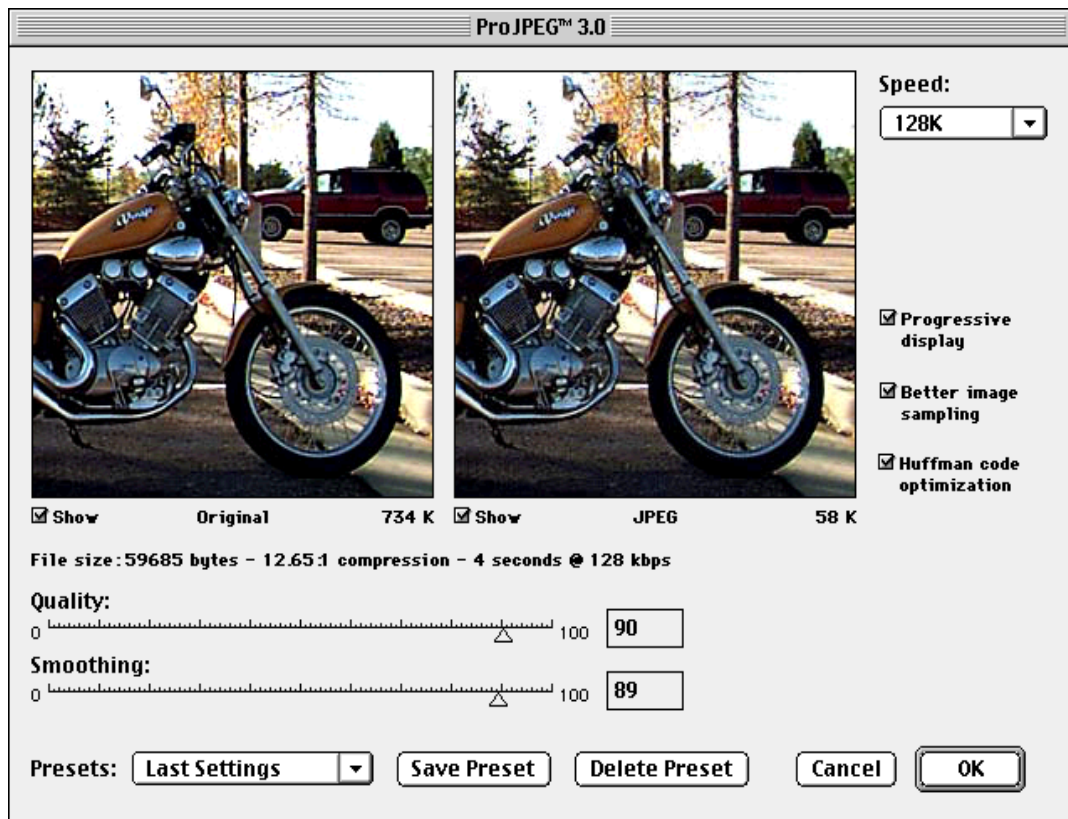 ProJPEG™ 3.0
Speed:
128K
Progressive
display
Better image
sampling
Huffman code
optimization
Show Original 734 K
Show JPEG 58 K
File size: 59685 bytes - 12.65:1 compression - 4 seconds @ 128 kbps
Quality:
0 100 90
Smoothing:
0 100 89
Presets: Last Settings Save Preset Delete Preset Cancel OK